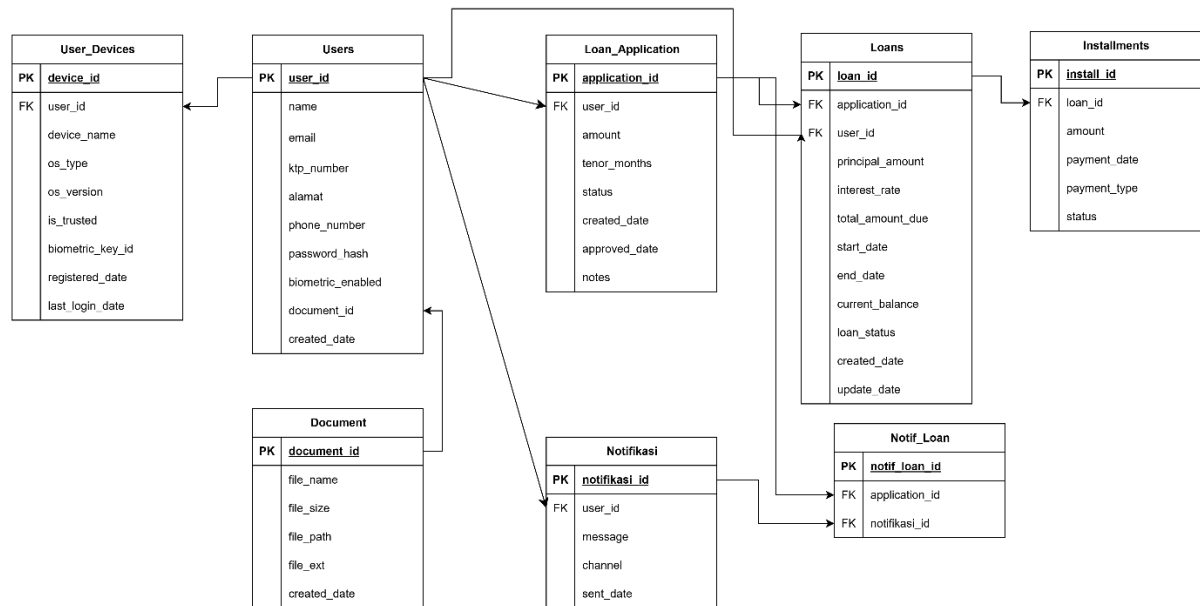 User_Devices
PK device_id
FK user_id
device_name
os_type
os_version
is_trusted
biometric_key_id
registered_date
last_login_date
Users
PK user_id
name
email
ktp_number
alamat
phone_number
password_hash
biometric_enabled
document_id
created_date
Loan_Application
PK application_id
FK user_id
amount
tenor_months
status
created_date
approved_date
notes
Loans
PK loan_id
FK application_id
FK user_id
principal_amount
interest_rate
total_amount_due
start_date
end_date
current_balance
loan_status
created_date
update_date
Installments
PK install_id
FK loan_id
amount
payment_date
payment_type
status
Document
PK document_id
file_name
file_size
file_path
file_ext
created_date
Notifikasi
PK notifikasi_id
FK user_id
message
channel
sent_date
Notif_Loan
PK notif_loan_id
FK application_id
FK notifikasi_id